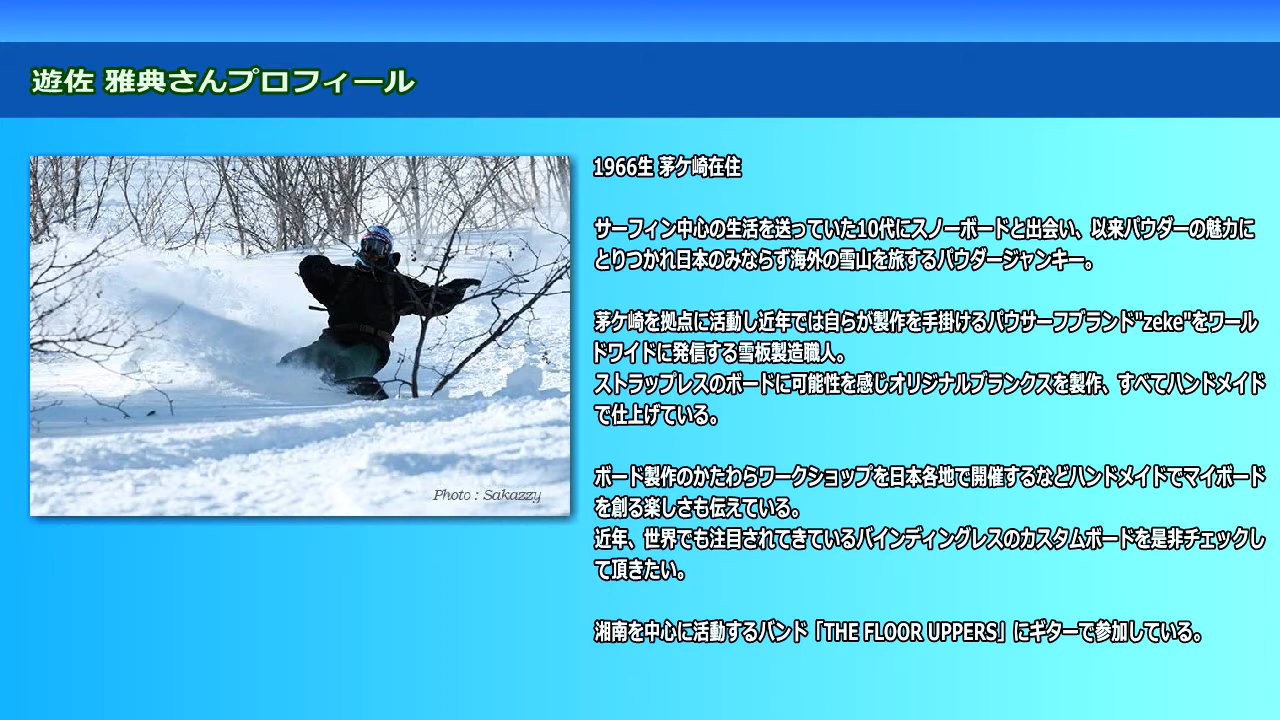 遊佐 雅典さんプロフィール
1966生 茅ケ崎在住
サーフィン中心の生活を送っていた10代にスノーボードと出会い、以来パウダーの魅力に
とりつかれ日本のみならず海外の雪山を旅するパウダージャンキー。
茅ケ崎を拠点に活動し近年では自らが製作を手掛けるパウサーフブランド"zeke"をワール
ドワイドに発信する雪板製造職人。
ストラップレスのボードに可能性を感じオリジナルブランクスを製作、すべてハンドメイド
で仕上げている。
ボード製作のかたわらワークショップを日本各地で開催するなどハンドメイドでマイボード
を創る楽しさも伝えている。
近年、世界でも注目されてきているバインディングレスのカスタムボードを是非チェックし
て頂きたい。
湘南を中心に活動するバンド「THE FLOOR UPPERS」にギターで参加している。
Photo : Sakazzy